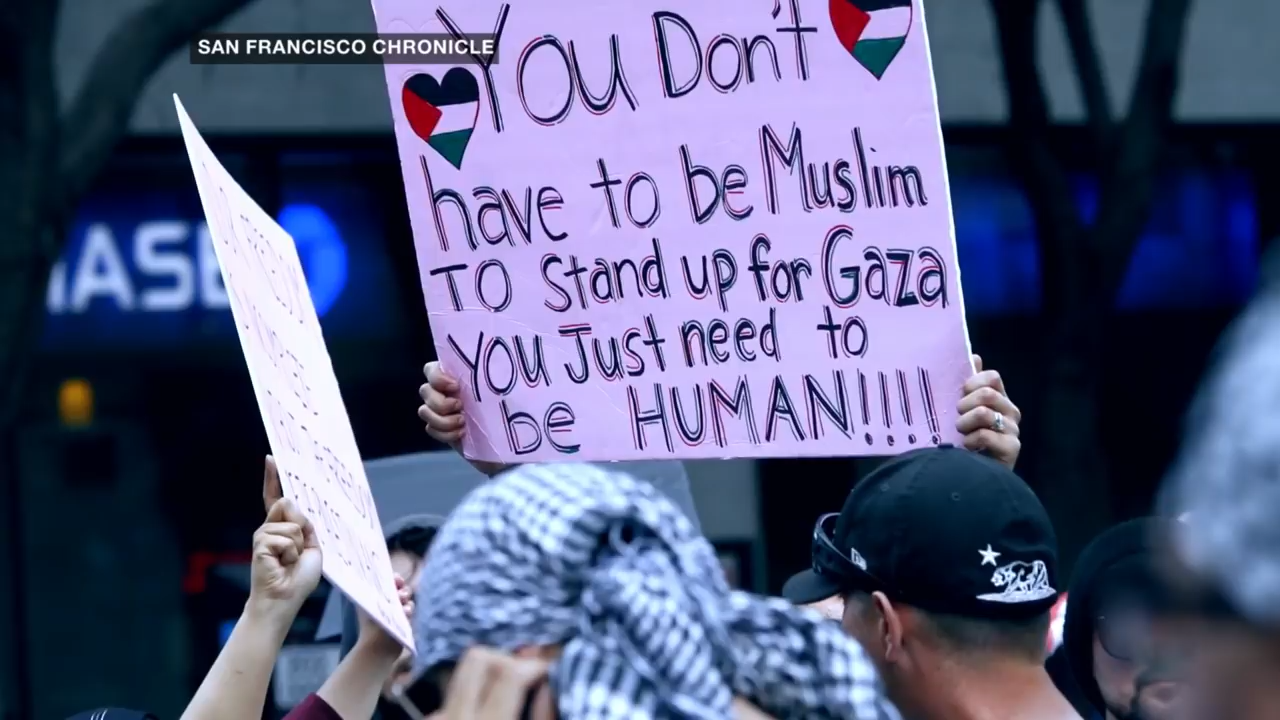 SAN FRANCISCO CHRONICLE
You Don't
have to be Muslim
TO Stand up for Gaza
You Just need to
be HUMAN!!!!